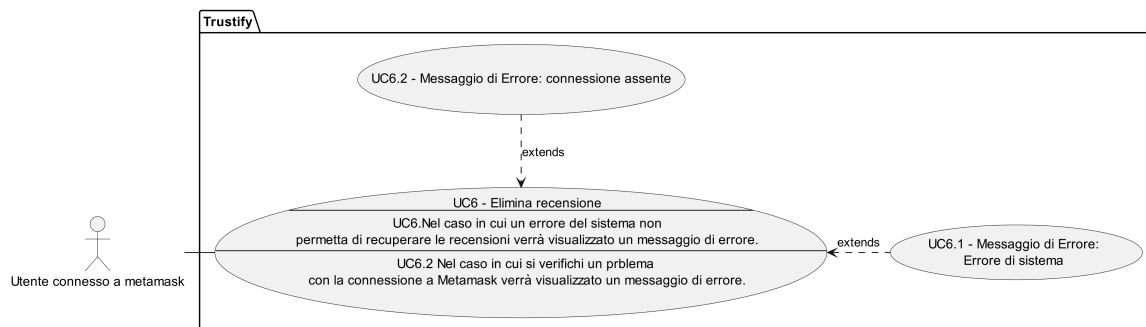 Trustify
UC6.2 - Messaggio di Errore: connessione assente
extends
UC6 - Elimina recensione
UC6.Nel caso in cui un errore del sistema non
permetta di recuperare le recensioni verrà visualizzato un messaggio di errore.
UC6.2 Nel caso in cui si verifichi un prblema
con la connessione a Metamask verrà visualizzato un messaggio di errore.
extends
UC6.1 - Messaggio di Errore:
Errore di sistema
Utente connesso a metamask